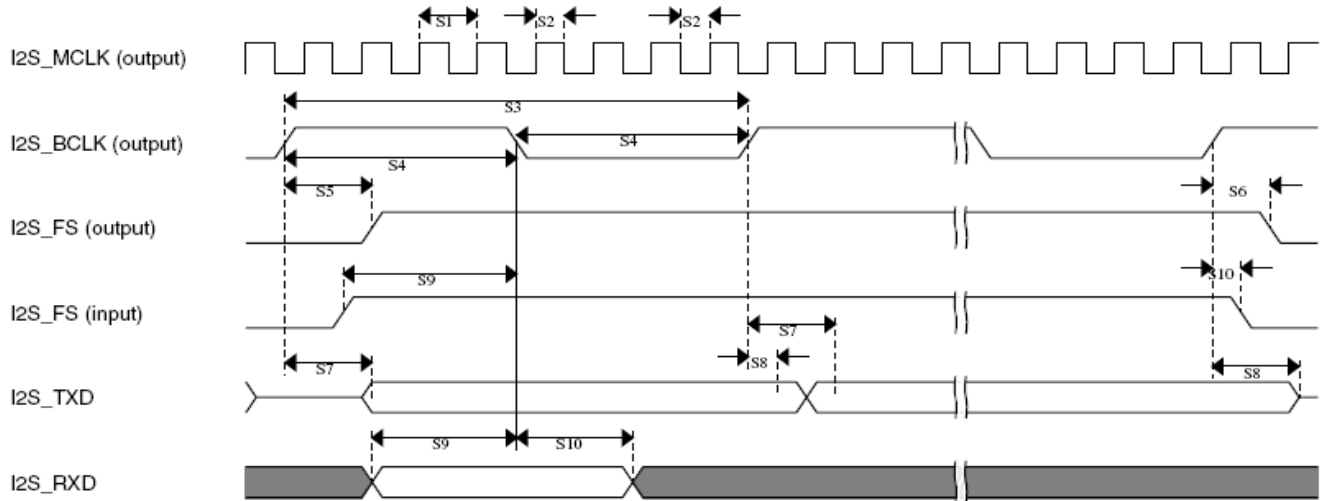 S1 S2 S2
I2S_MCLK (output)
S3
I2S_BCLK (output)
S4
S4
S5 S6
I2S_FS (output)
S9 S10
I2S_FS (input)
S7
S7 S8 S8
I2S_TXD
S9 S10
I2S_RXD